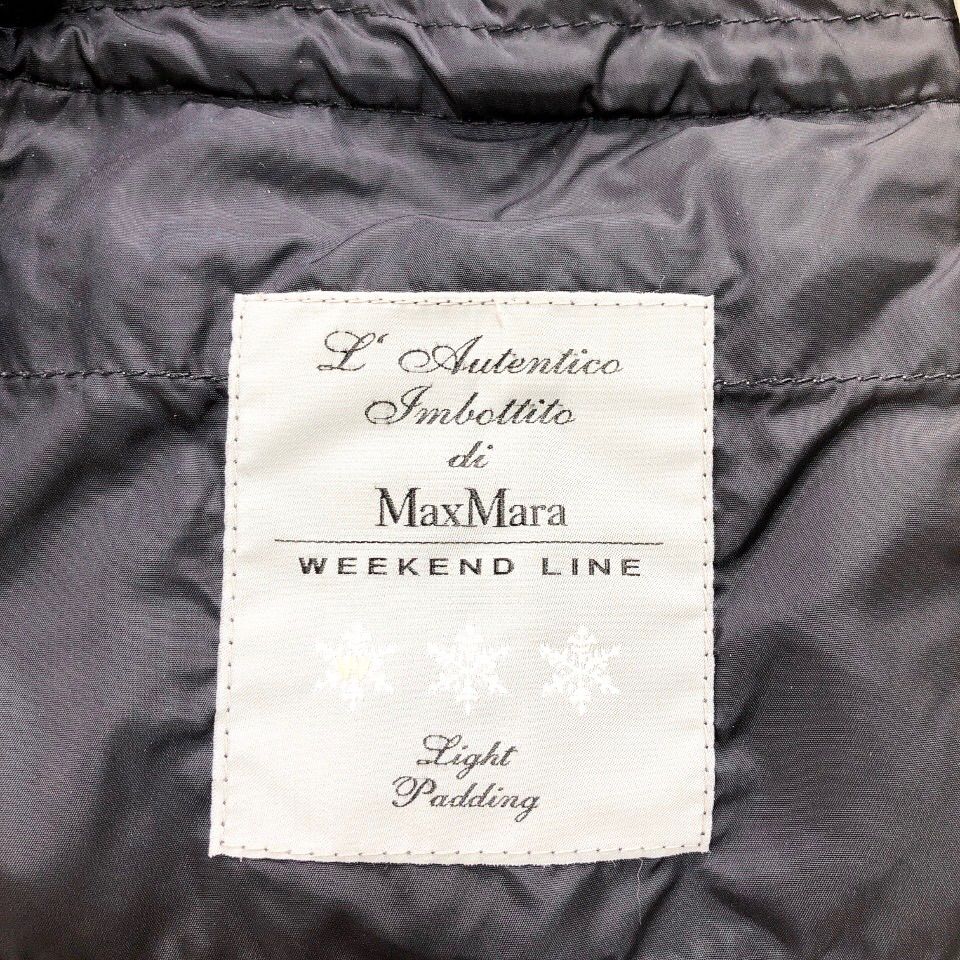 L' Autentico
Imbottito
di
MaxMara
WEEKEND LINE
Light
Padding